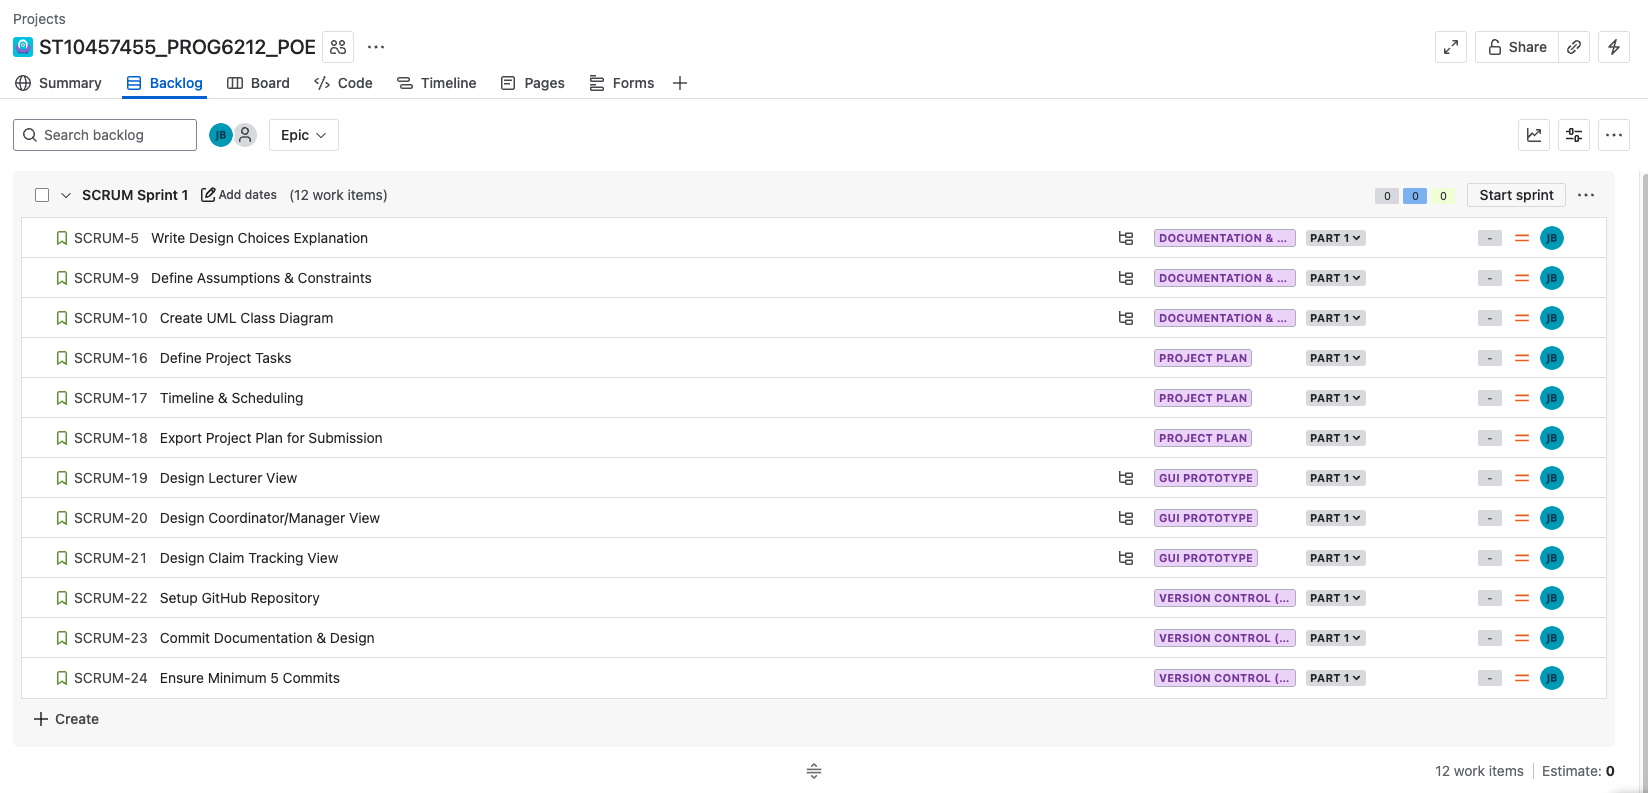 Projects
ST10457455_PROG6212_POE
Share
Summary Backlog Board Code Timeline Pages Forms
Search backlog JB Epic
SCRUM Sprint 1 Add dates (12 work items) 0 0 0 Start sprint
SCRUM-5 Write Design Choices Explanation DOCUMENTATION & ... PART 1 - JB
SCRUM-9 Define Assumptions & Constraints DOCUMENTATION & ... PART 1 - JB
SCRUM-10 Create UML Class Diagram DOCUMENTATION & ... PART 1 - JB
SCRUM-16 Define Project Tasks PROJECT PLAN PART 1 - JB
SCRUM-17 Timeline & Scheduling PROJECT PLAN PART 1 - JB
SCRUM-18 Export Project Plan for Submission PROJECT PLAN PART 1 - JB
SCRUM-19 Design Lecturer View GUI PROTOTYPE PART 1 - JB
SCRUM-20 Design Coordinator/Manager View GUI PROTOTYPE PART 1 - JB
SCRUM-21 Design Claim Tracking View GUI PROTOTYPE PART 1 - JB
SCRUM-22 Setup GitHub Repository VERSION CONTROL (... PART 1 - JB
SCRUM-23 Commit Documentation & Design VERSION CONTROL (... PART 1 - JB
SCRUM-24 Ensure Minimum 5 Commits VERSION CONTROL (... PART 1 - JB
Create
12 work items Estimate: 0